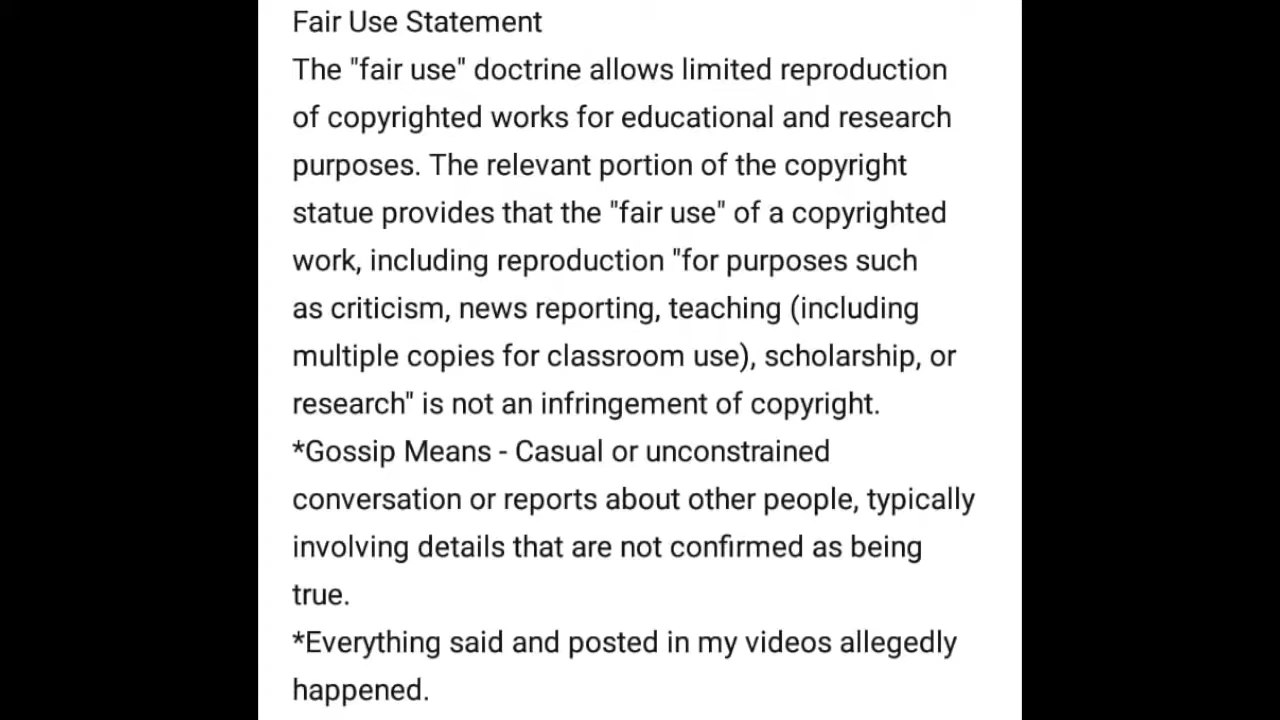 Fair Use Statement
The "fair use" doctrine allows limited reproduction
of copyrighted works for educational and research
purposes. The relevant portion of the copyright
statue provides that the "fair use" of a copyrighted
work, including reproduction "for purposes such
as criticism, news reporting, teaching (including
multiple copies for classroom use), scholarship, or
research" is not an infringement of copyright.
*Gossip Means - Casual or unconstrained
conversation or reports about other people, typically
involving details that are not confirmed as being
true.
*Everything said and posted in my videos allegedly
happened.